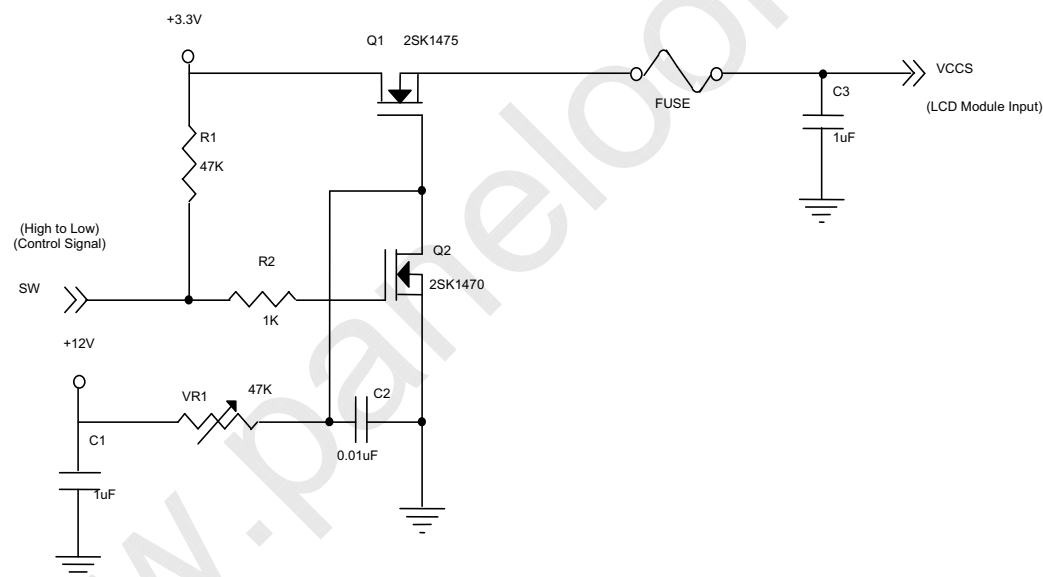 +3.3V
Q1 2SK1475
VCCS
FUSE
C3
(LCD Module Input)
1uF
R1
47K
(High to Low)
(Control Signal)
Q2
R2
2SK1470
SW
1K
+12V
VR1
47K
C2
C1
0.01uF
1uF
w.paneloo